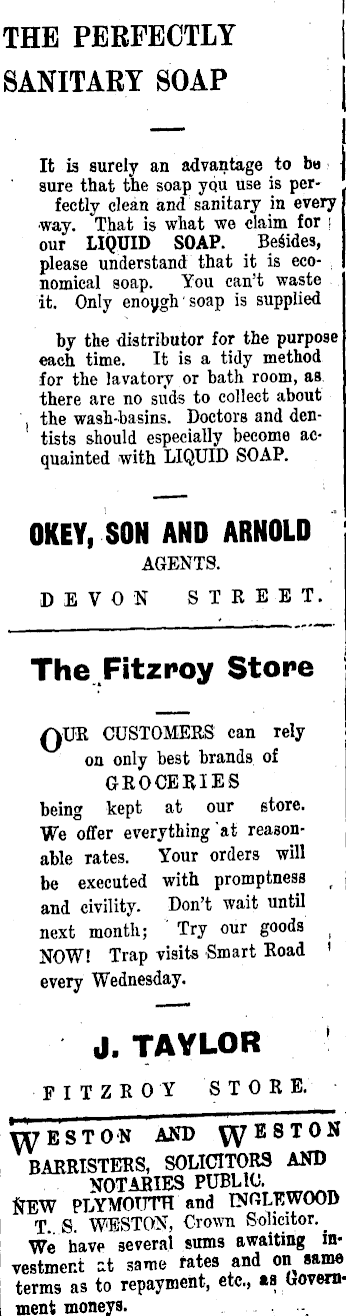 THE PERFECTLY
SANITARY SOAP
It is surely an advantage to be
sure that the soap you use is per-
fectly clean and sanitary in every
way. That is what we claim for
our LIQUID SOAP. Besides,
please understand that it is eco-
nomical soap. You can't waste
it. Only enough soap is supplied
by the distributor for the purpose
each time. It is a tidy method
for the lavatory or bath room, as
there are no suds to collect about
the wash-basins. Doctors and den-
tists should especially become ac-
quainted with LIQUID SOAP.
OKEY, SON AND ARNOLD
AGENTS.
DEVON STREET.
The Fitzroy Store
OUR CUSTOMERS can rely
on only best brands of
GROCERIES
being kept at our store.
We offer everything at reason-
able rates. Your orders will
be executed with promptness
and civility. Don't wait until
next month; Try our goods
NOW! Trap visits Smart Road
every Wednesday.
J. TAYLOR
FITZROY STORE.
WESTON AND WESTON
BARRISTERS, SOLICITORS AND
NOTARIES PUBLIC.
NEW PLYMOUTH and INGLEWOOD
T. S. WESTON, Crown Solicitor.
We have several sums awaiting in-
vestment at same rates and on same
terms as to repayment, etc., as Govern-
ment moneys.